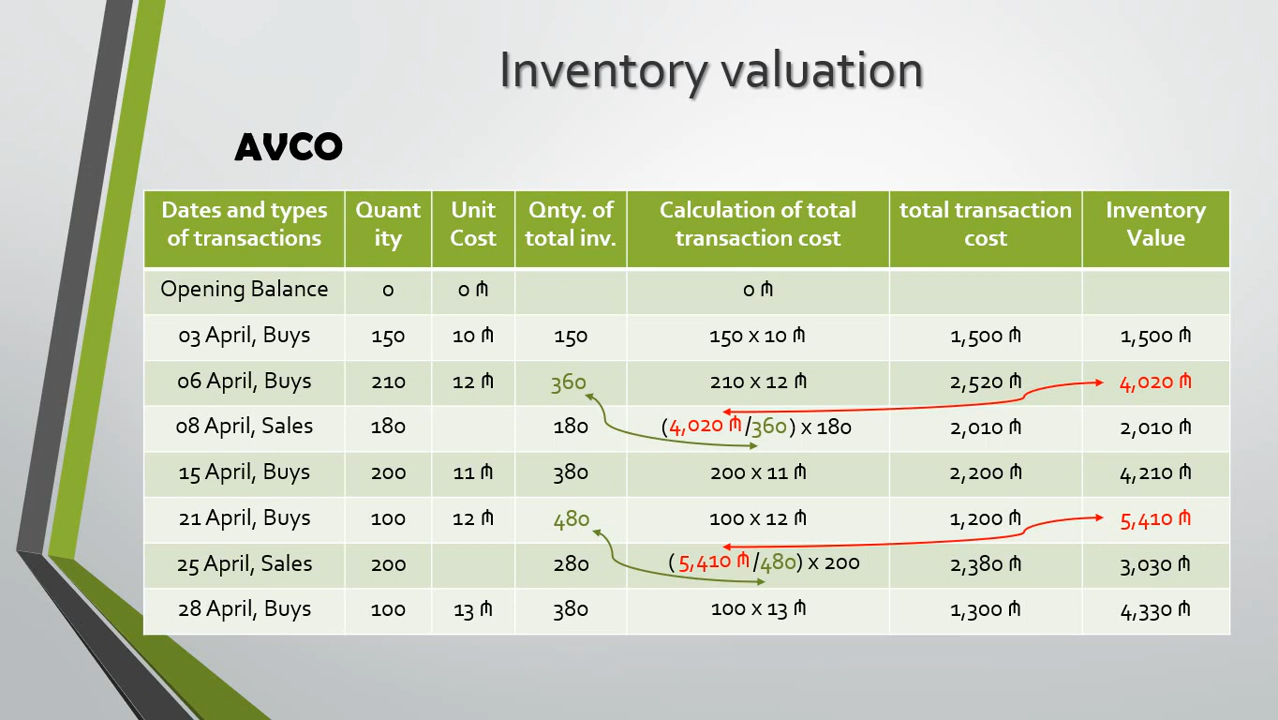 Inventory valuation
AVCO
Dates and types of transactions | Quantity | Unit Cost | Qnty. of total inv. | Calculation of total transaction cost | total transaction cost | Inventory Value
Opening Balance | 0 | 0 ₼ | | 0 ₼ | |
03 April, Buys | 150 | 10 ₼ | 150 | 150 x 10 ₼ | 1,500 ₼ | 1,500 ₼
06 April, Buys | 210 | 12 ₼ | 360 | 210 x 12 ₼ | 2,520 ₼ | 4,020 ₼
08 April, Sales | 180 | | 180 | (4,020 ₼/360) x 180 | 2,010 ₼ | 2,010 ₼
15 April, Buys | 200 | 11 ₼ | 380 | 200 x 11 ₼ | 2,200 ₼ | 4,210 ₼
21 April, Buys | 100 | 12 ₼ | 480 | 100 x 12 ₼ | 1,200 ₼ | 5,410 ₼
25 April, Sales | 200 | | 280 | ( 5,410 ₼/480) x 200 | 2,380 ₼ | 3,030 ₼
28 April, Buys | 100 | 13 ₼ | 380 | 100 x 13 ₼ | 1,300 ₼ | 4,330 ₼